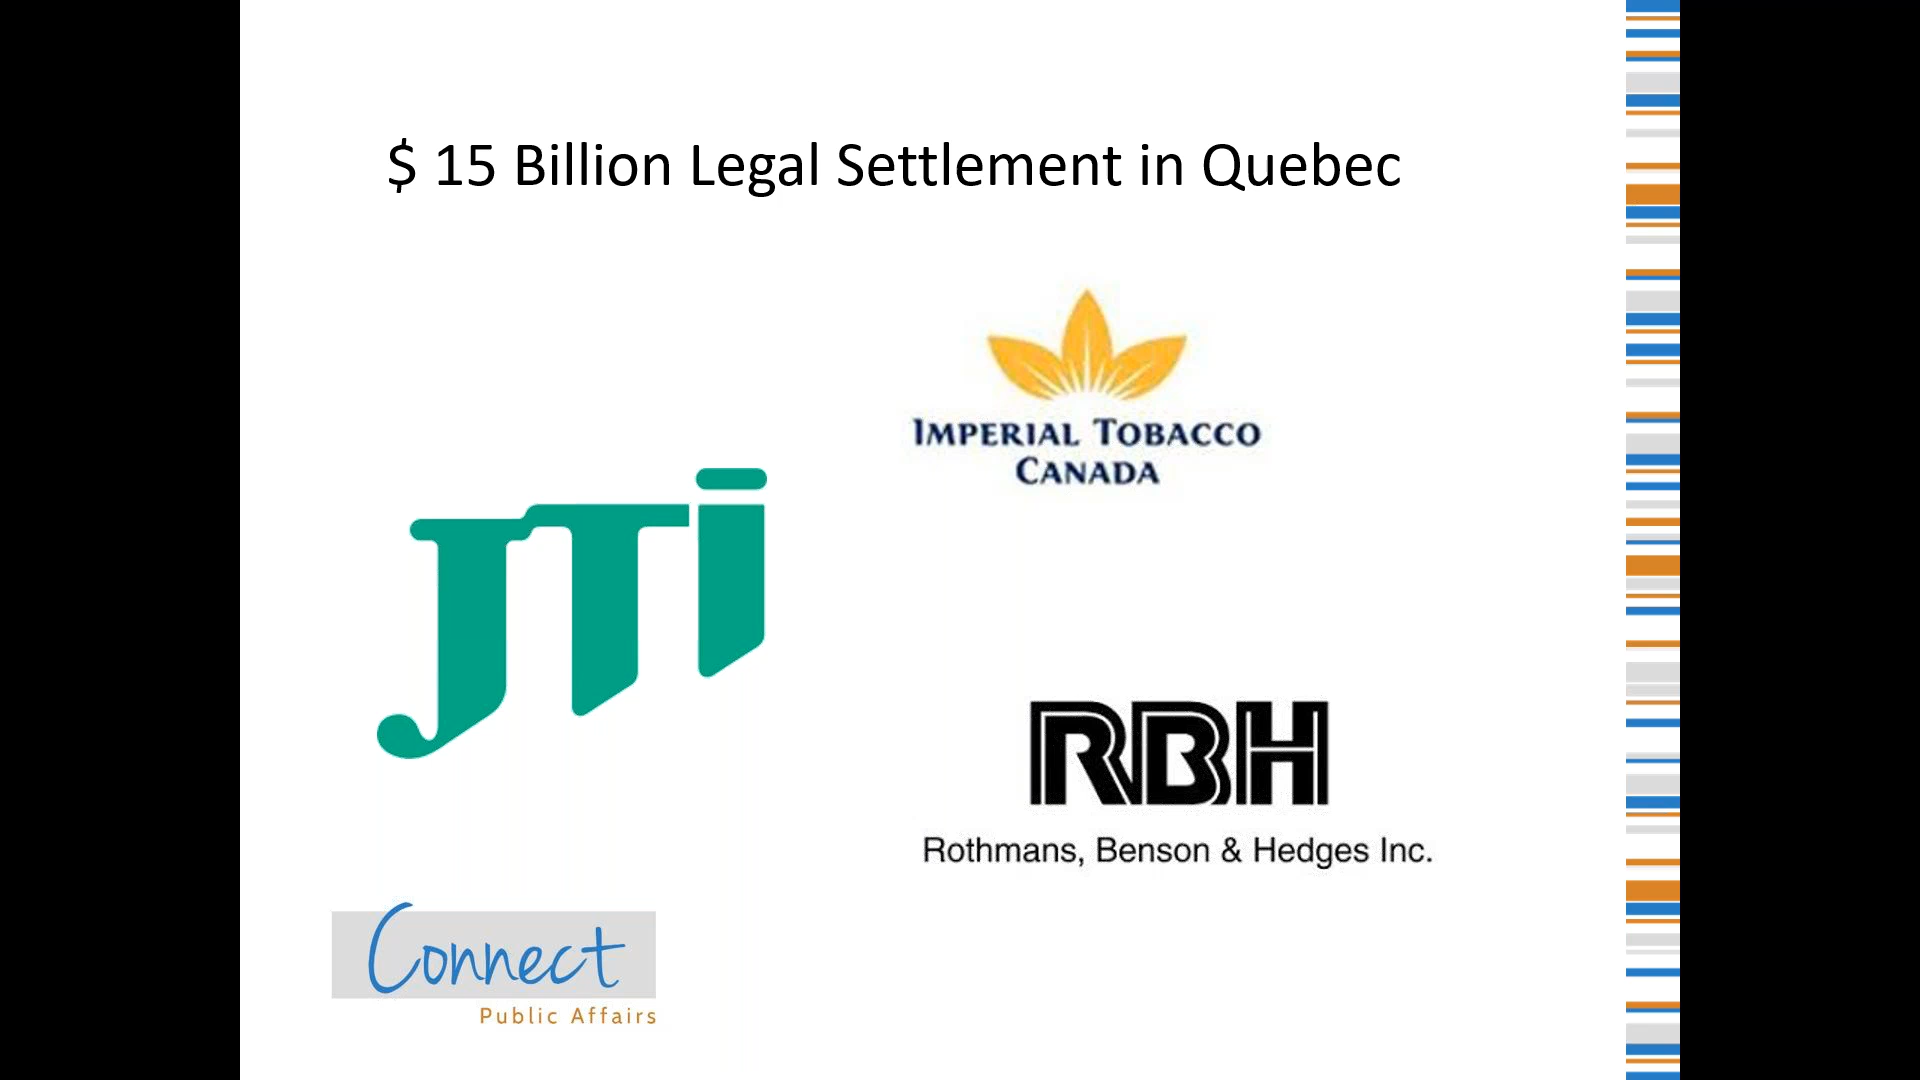 $ 15 Billion Legal Settlement in Quebec
IMPERIAL TOBACCO
CANADA
JTi
RBH
Rothmans, Benson & Hedges Inc.
Connect
Public Affairs